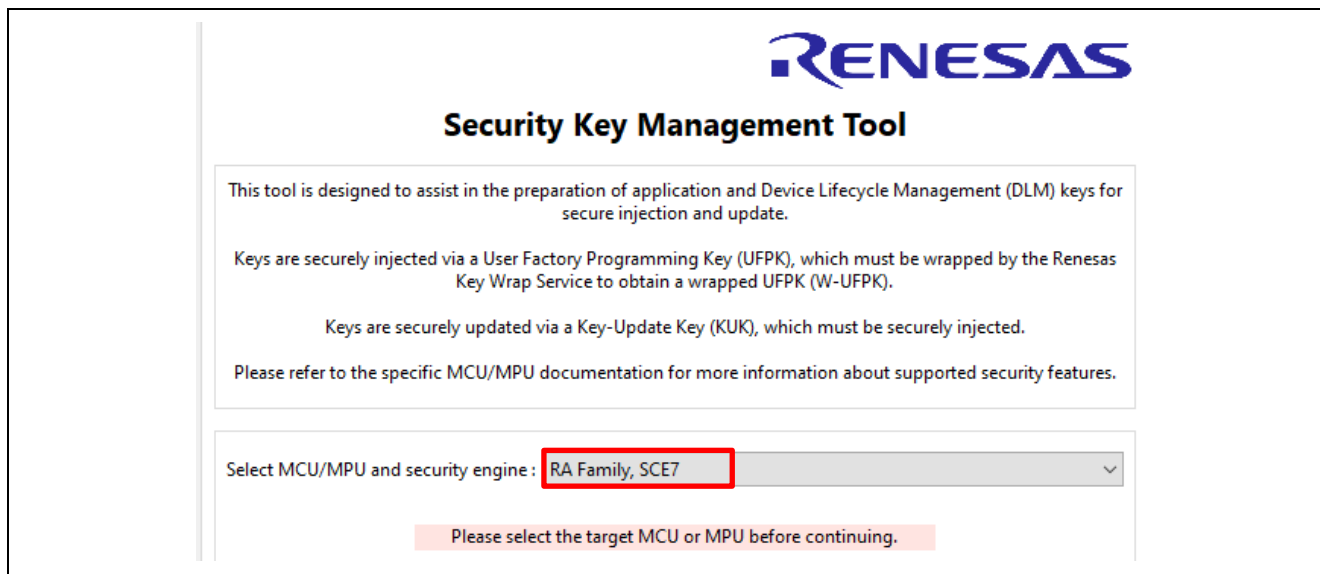 RENESAS
Security Key Management Tool
This tool is designed to assist in the preparation of application and Device Lifecycle Management (DLM) keys for
secure injection and update.
Keys are securely injected via a User Factory Programming Key (UFPK), which must be wrapped by the Renesas
Key Wrap Service to obtain a wrapped UFPK (W-UFPK).
Keys are securely updated via a Key-Update Key (KUK), which must be securely injected.
Please refer to the specific MCU/MPU documentation for more information about supported security features.
Select MCU/MPU and security engine : RA Family, SCE7
Please select the target MCU or MPU before continuing.